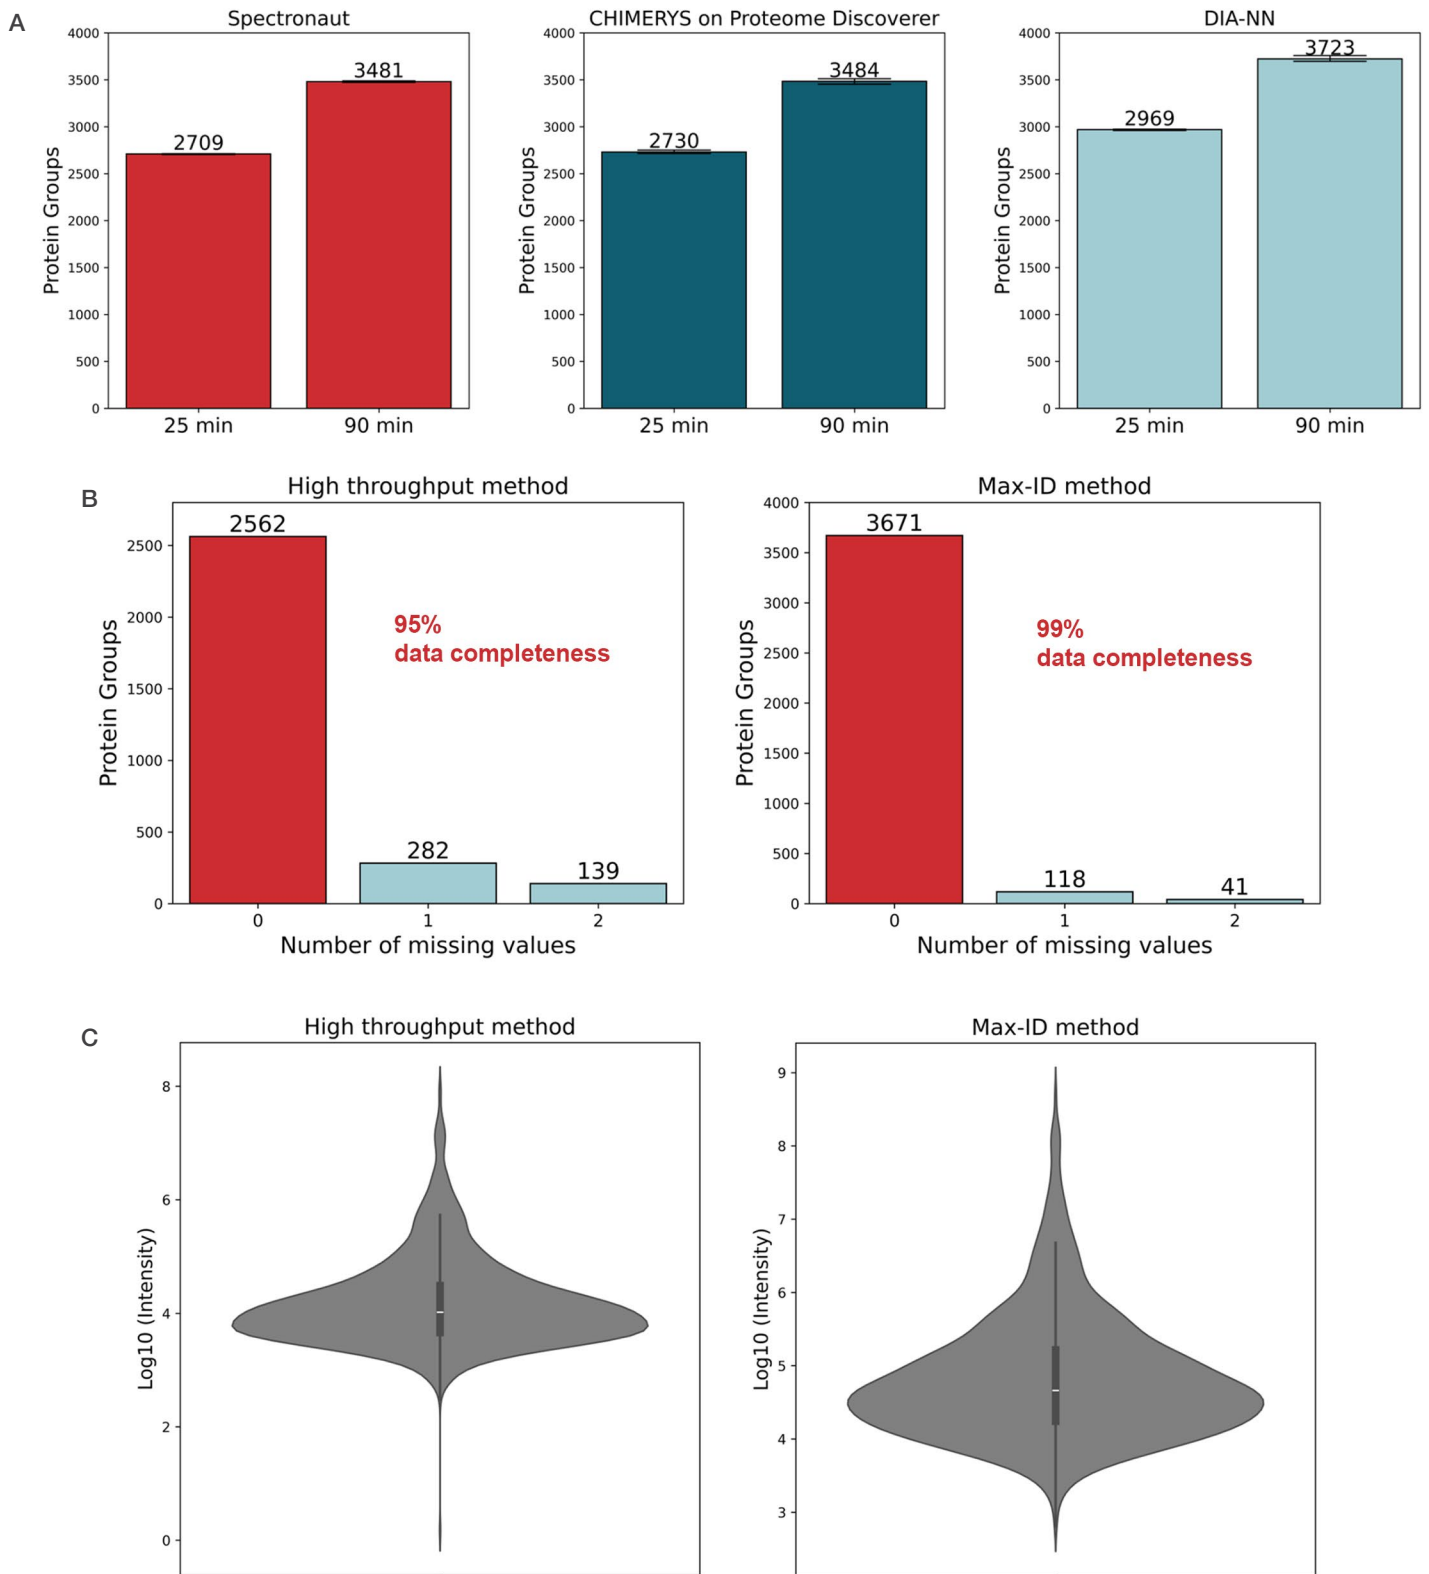 A
Spectronaut
CHIMERYS on Proteome Discoverer
DIA-NN
Protein Groups
4000
3500
3000
2500
2000
1500
1000
500
0
2709
3481
25 min
90 min
Protein Groups
4000
3500
3000
2500
2000
1500
1000
500
0
2730
3484
25 min
90 min
Protein Groups
4000
3500
3000
2500
2000
1500
1000
500
0
2969
3723
25 min
90 min
B
High throughput method
Protein Groups
2500
2000
1500
1000
500
0
2562
282
139
95%
data completeness
0
1
2
Number of missing values
Max-ID method
Protein Groups
4000
3500
3000
2500
2000
1500
1000
500
0
3671
118
41
99%
data completeness
0
1
2
Number of missing values
C
High throughput method
Log10 (Intensity)
8
6
4
2
0
Max-ID method
Log10 (Intensity)
9
8
7
6
5
4
3